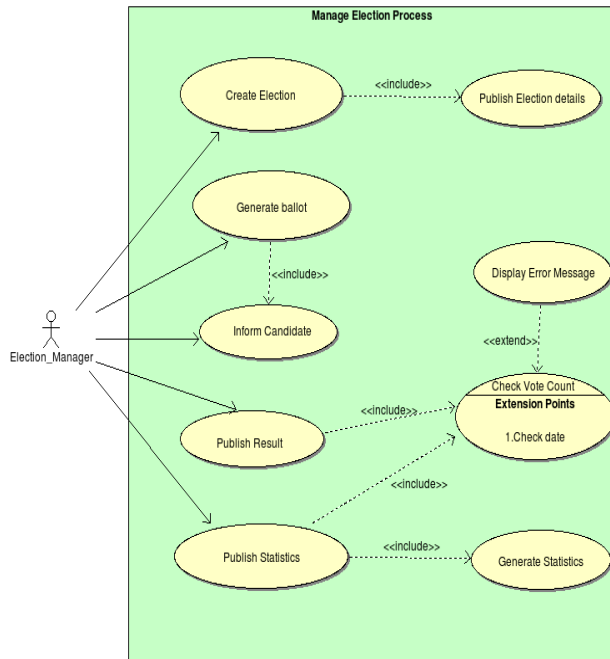 Manage Election Process
Create Election
<<include>>
Publish Election details
Generate ballot
<<include>>
Display Error Message
Inform Candidate
Election_Manager
<<extend>>
Check Vote Count
Extension Points
1.Check date
<<include>>
Publish Result
<<include>>
Publish Statistics
<<include>>
Generate Statistics